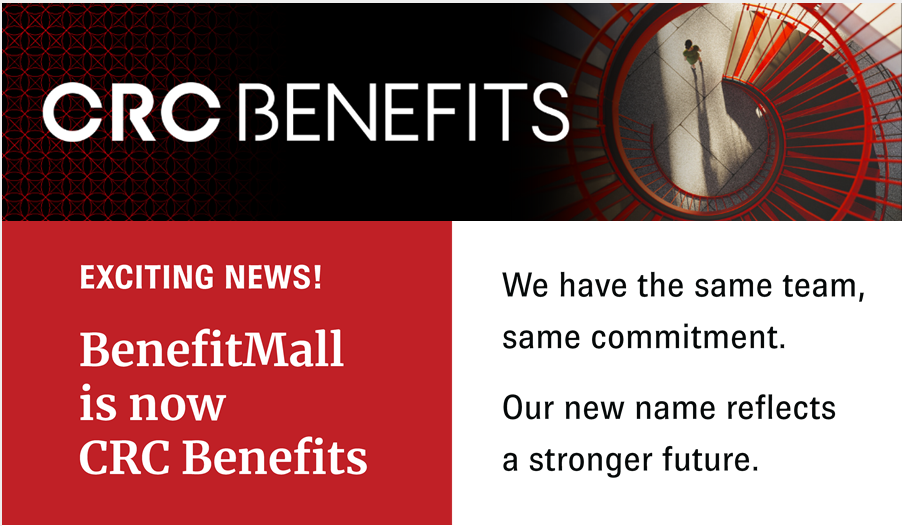 CRC BENEFITS
EXCITING NEWS!
BenefitMall
is now
CRC Benefits
We have the same team,
same commitment.
Our new name reflects
a stronger future.